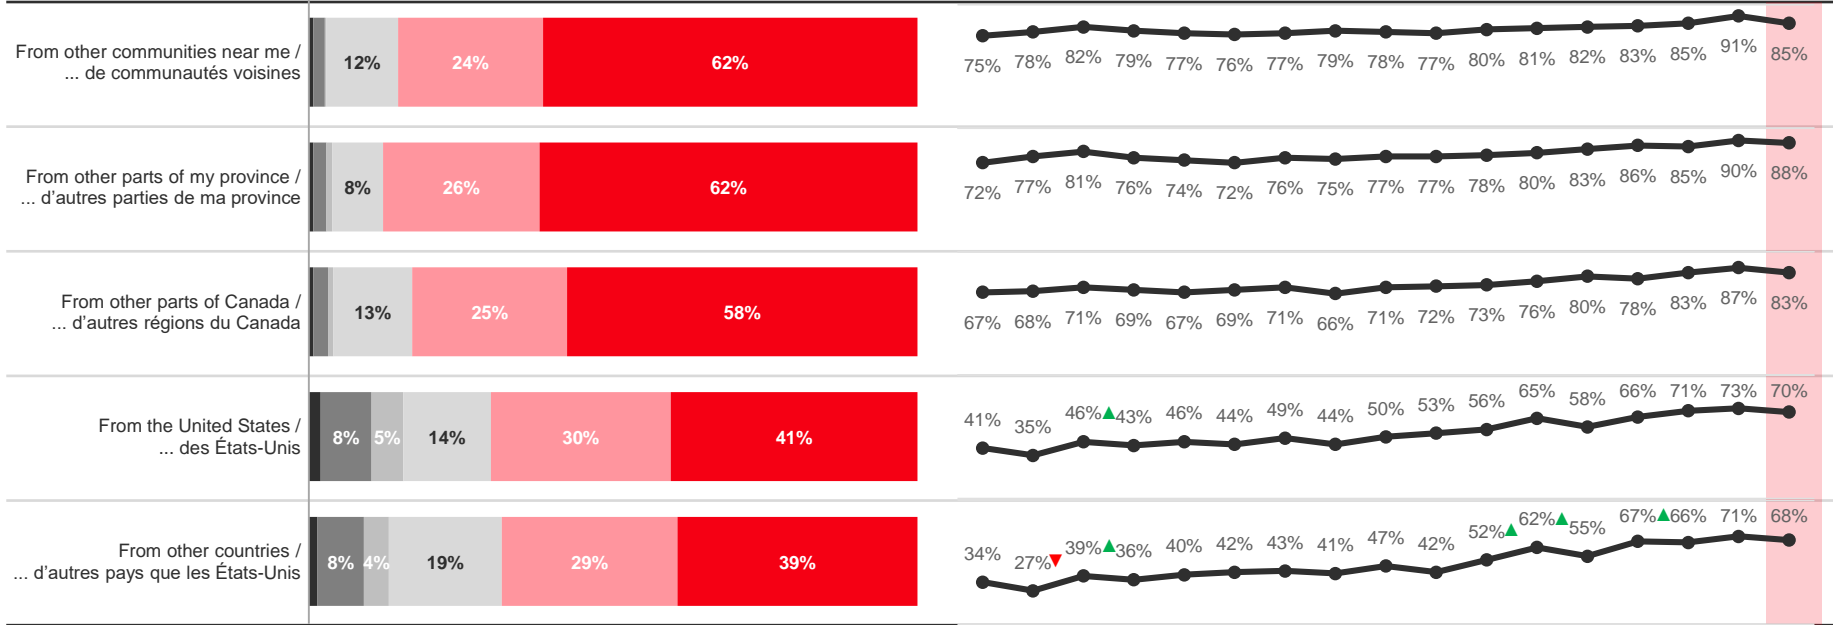 From other communities near me /
... de communautés voisines
12% 24% 62%
75% 78% 82% 79% 77% 76% 77% 79% 78% 77% 80% 81% 82% 83% 85% 91% 85%
From other parts of my province /
... d'autres parties de ma province
8% 26% 62%
72% 77% 81% 76% 74% 72% 76% 75% 77% 77% 78% 80% 83% 86% 85% 90% 88%
From other parts of Canada /
... d'autres régions du Canada
13% 25% 58%
67% 68% 71% 69% 67% 69% 71% 66% 71% 72% 73% 76% 80% 78% 83% 87% 83%
From the United States /
... des États-Unis
8% 5% 14% 30% 41%
41% 35% 46% 43% 46% 44% 49% 44% 50% 53% 56% 65% 58% 66% 71% 73% 70%
From other countries /
... d'autres pays que les États-Unis
8% 4% 19% 29% 39%
34% 27% 39% 36% 40% 42% 43% 41% 47% 42% 52% 62% 55% 67% 66% 71% 68%